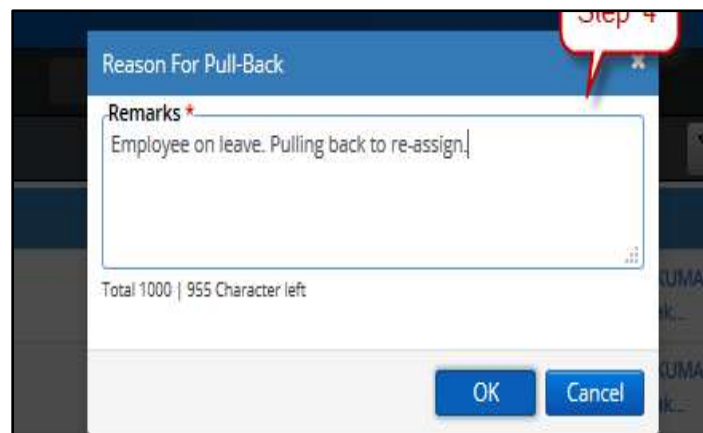 Step 4
Reason For Pull-Back
Remarks *
Employee on leave. Pulling back to re-assign.
Total 1000 | 955 Character left
OK
Cancel